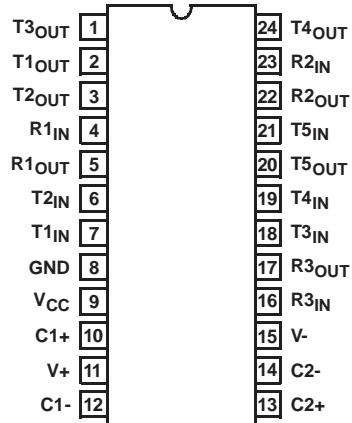 T3OUT 1 24 T4OUT
T1OUT 2 23 R2IN
T2OUT 3 22 R2OUT
R1IN 4 21 T5IN
R1OUT 5 20 T5OUT
T2IN 6 19 T4IN
T1IN 7 18 T3IN
GND 8 17 R3OUT
VCC 9 16 R3IN
C1+ 10 15 V-
V+ 11 14 C2-
C1- 12 13 C2+